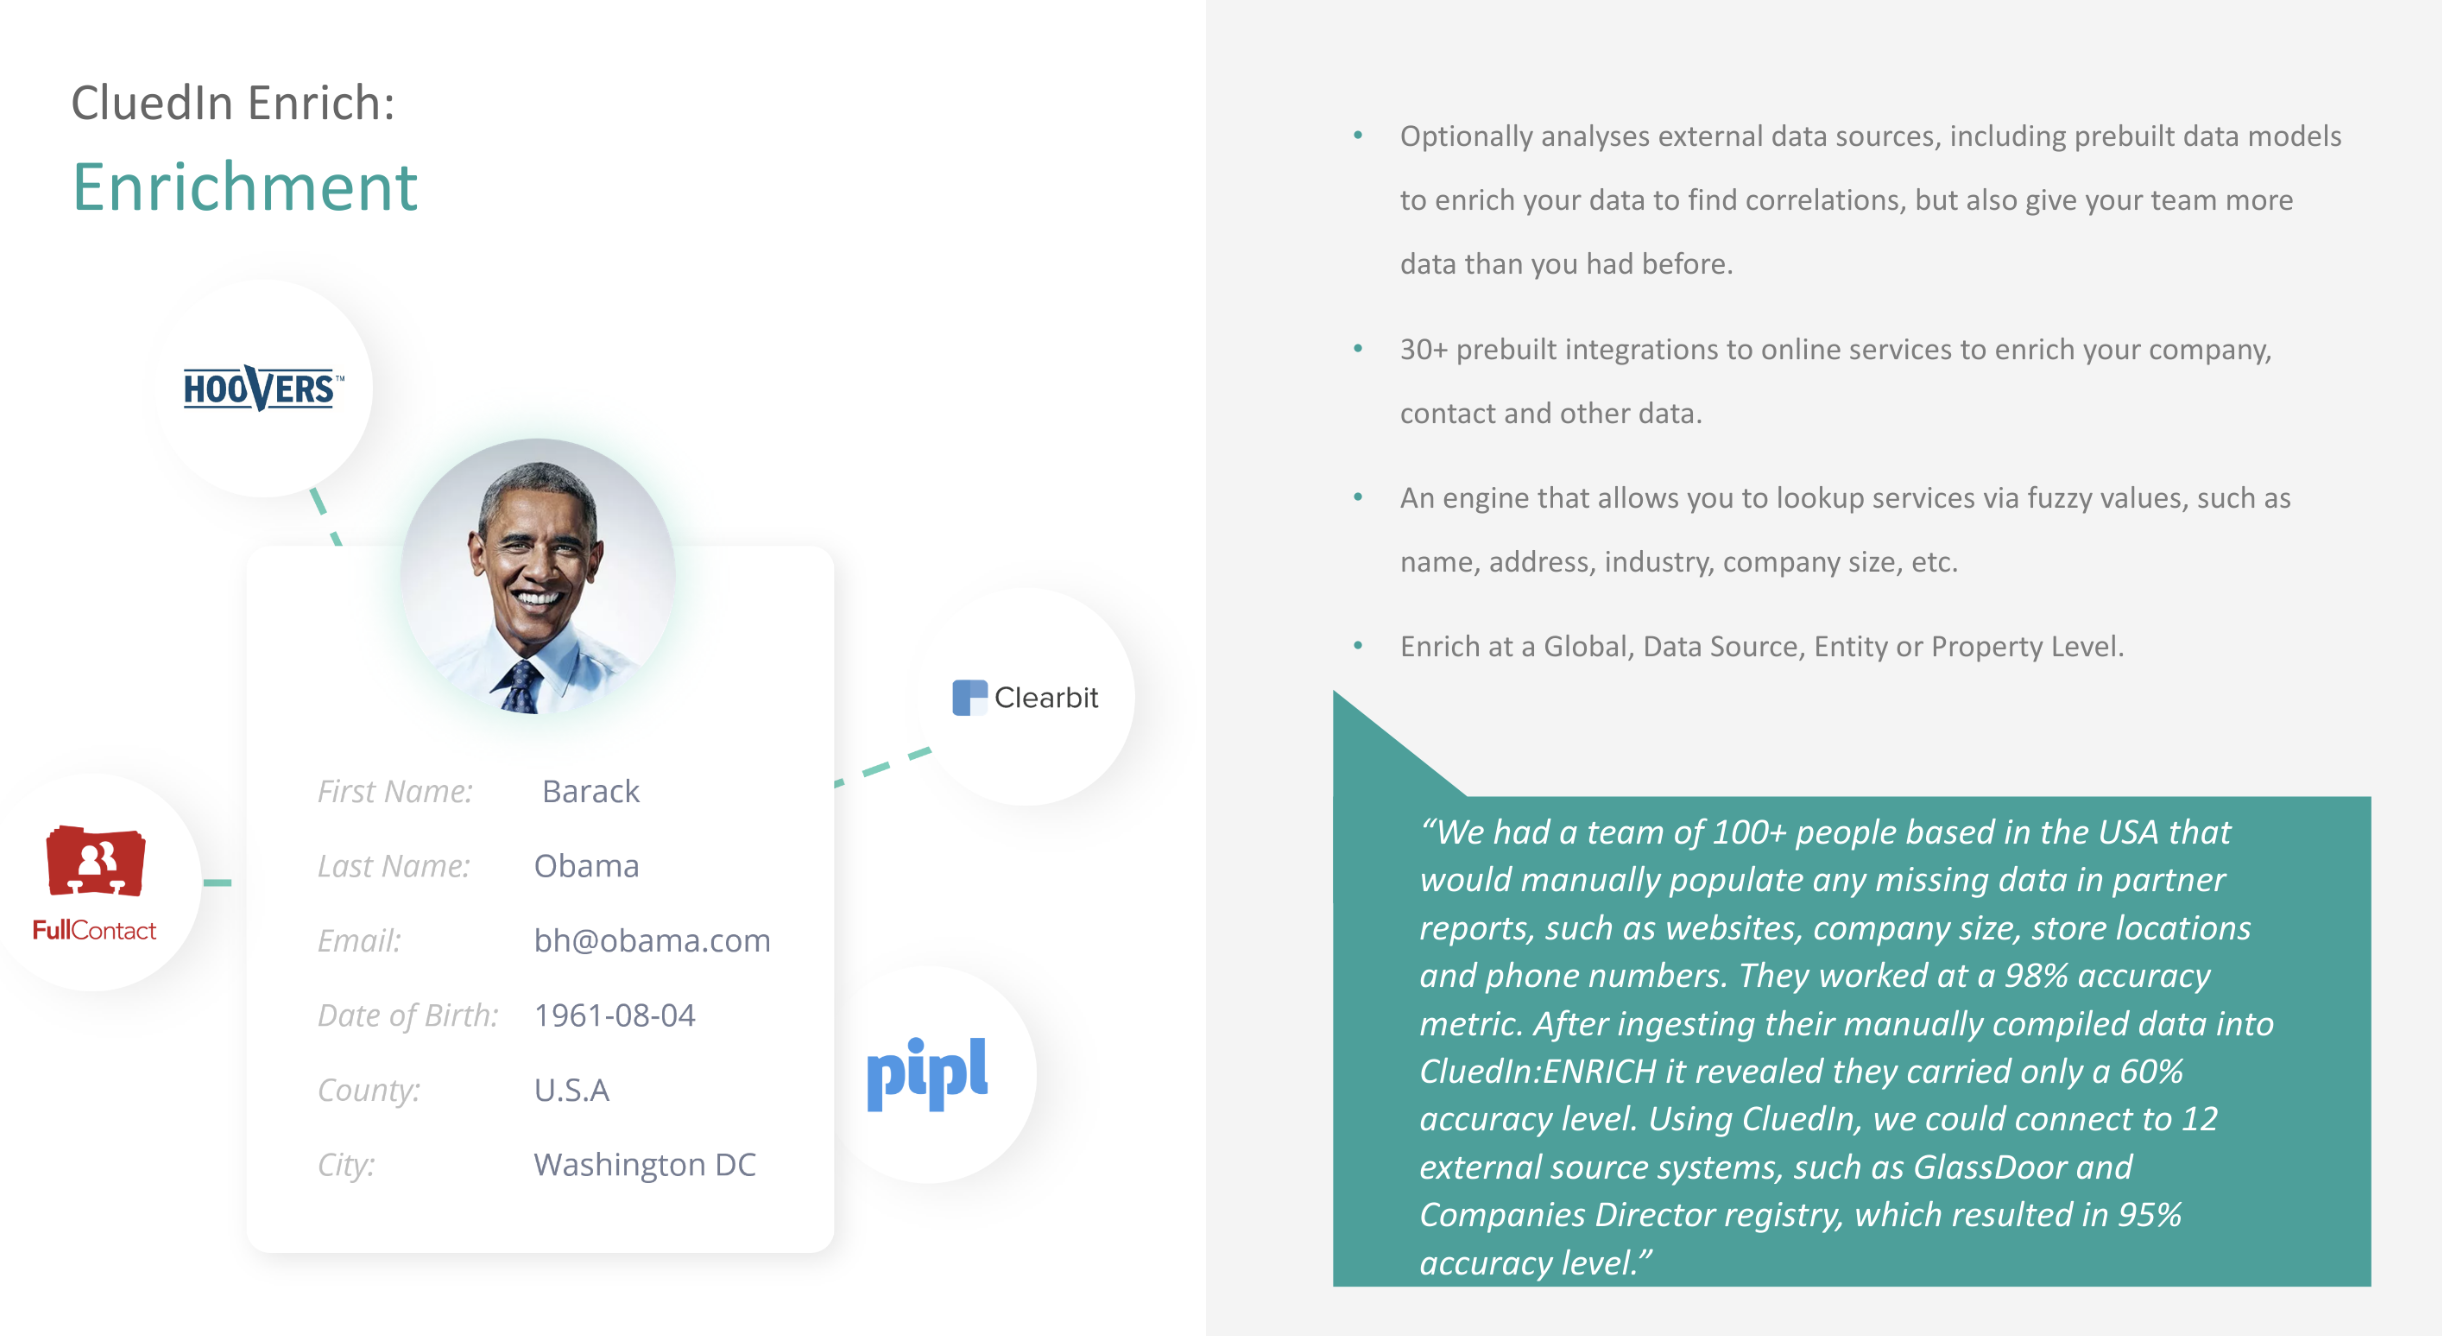 CluedIn Enrich:
Enrichment
HOOVERS™
Clearbit
FullContact
pipl
First Name: Barack
Last Name: Obama
Email: bh@obama.com
Date of Birth: 1961-08-04
County: U.S.A
City: Washington DC
• Optionally analyses external data sources, including prebuilt data models
to enrich your data to find correlations, but also give your team more
data than you had before.
• 30+ prebuilt integrations to online services to enrich your company,
contact and other data.
• An engine that allows you to lookup services via fuzzy values, such as
name, address, industry, company size, etc.
• Enrich at a Global, Data Source, Entity or Property Level.
“We had a team of 100+ people based in the USA that
would manually populate any missing data in partner
reports, such as websites, company size, store locations
and phone numbers. They worked at a 98% accuracy
metric. After ingesting their manually compiled data into
CluedIn:ENRICH it revealed they carried only a 60%
accuracy level. Using CluedIn, we could connect to 12
external source systems, such as GlassDoor and
Companies Director registry, which resulted in 95%
accuracy level.”